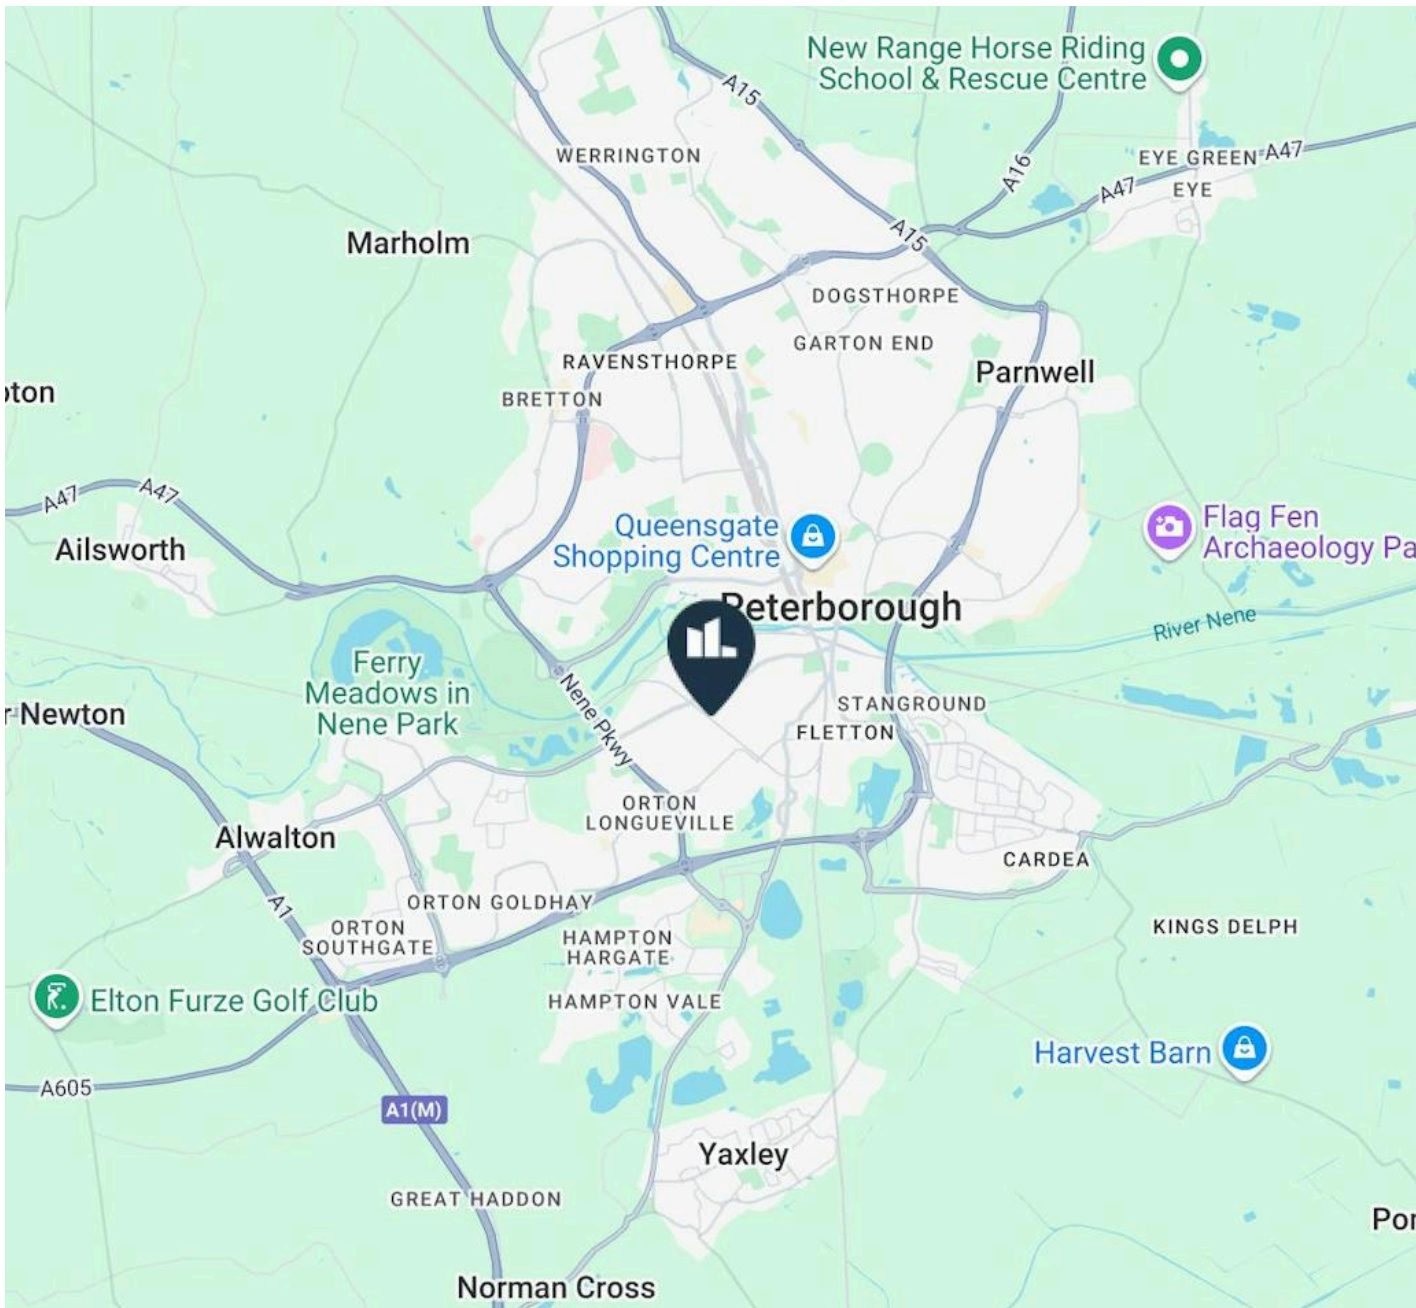 New Range Horse Riding
School & Rescue Centre
A15
WERRINGTON
A16
EYE GREEN
A47
A47
EYE
Marholm
A15
DOGSTHORPE
GARTON END
RAVENSTHORPE
Parnwell
BRETTON
A47
A47
Queensgate
Shopping Centre
Flag Fen
Archaeology Pa
Ailsworth
Peterborough
River Nene
Ferry
Meadows in
Nene Park
Nene Pkwy
r Newton
STANGROUND
FLETTON
ORTON
LONGUEVILLE
Alwalton
CARDEA
A1
ORTON GOLDHAY
ORTON
SOUTHGATE
HAMPTON
HARGATE
KINGS DELPH
Elton Furze Golf Club
HAMPTON VALE
Harvest Barn
A605
A1(M)
Yaxley
GREAT HADDON
Norman Cross